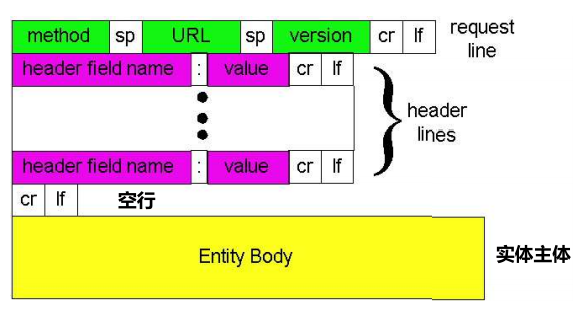 method sp URL sp version cr lf request line
header field name : value cr lf
header lines
header field name : value cr lf
cr lf 空行
Entity Body 实体主体